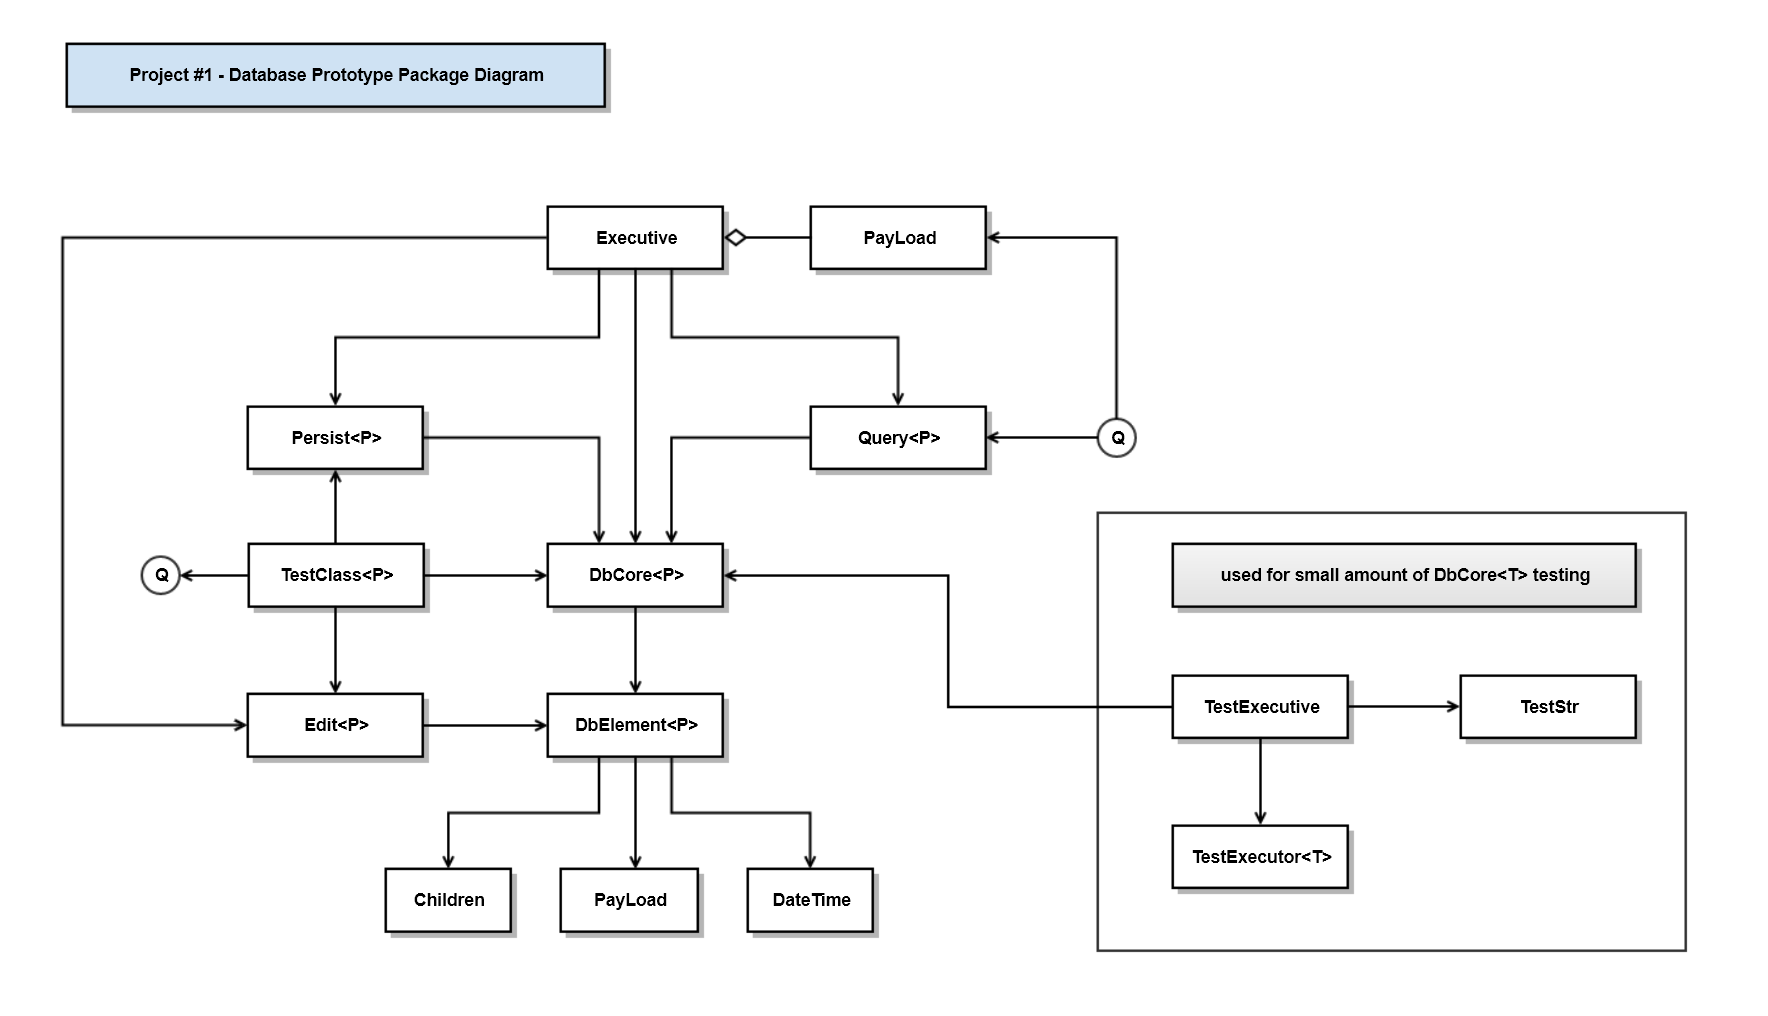 Project #1 - Database Prototype Package Diagram
Executive
PayLoad
Persist<P>
Query<P>
Q
Q
TestClass<P>
DbCore<P>
used for small amount of DbCore<T> testing
Edit<P>
DbElement<P>
TestExecutive
TestStr
TestExecutor<T>
Children
PayLoad
DateTime